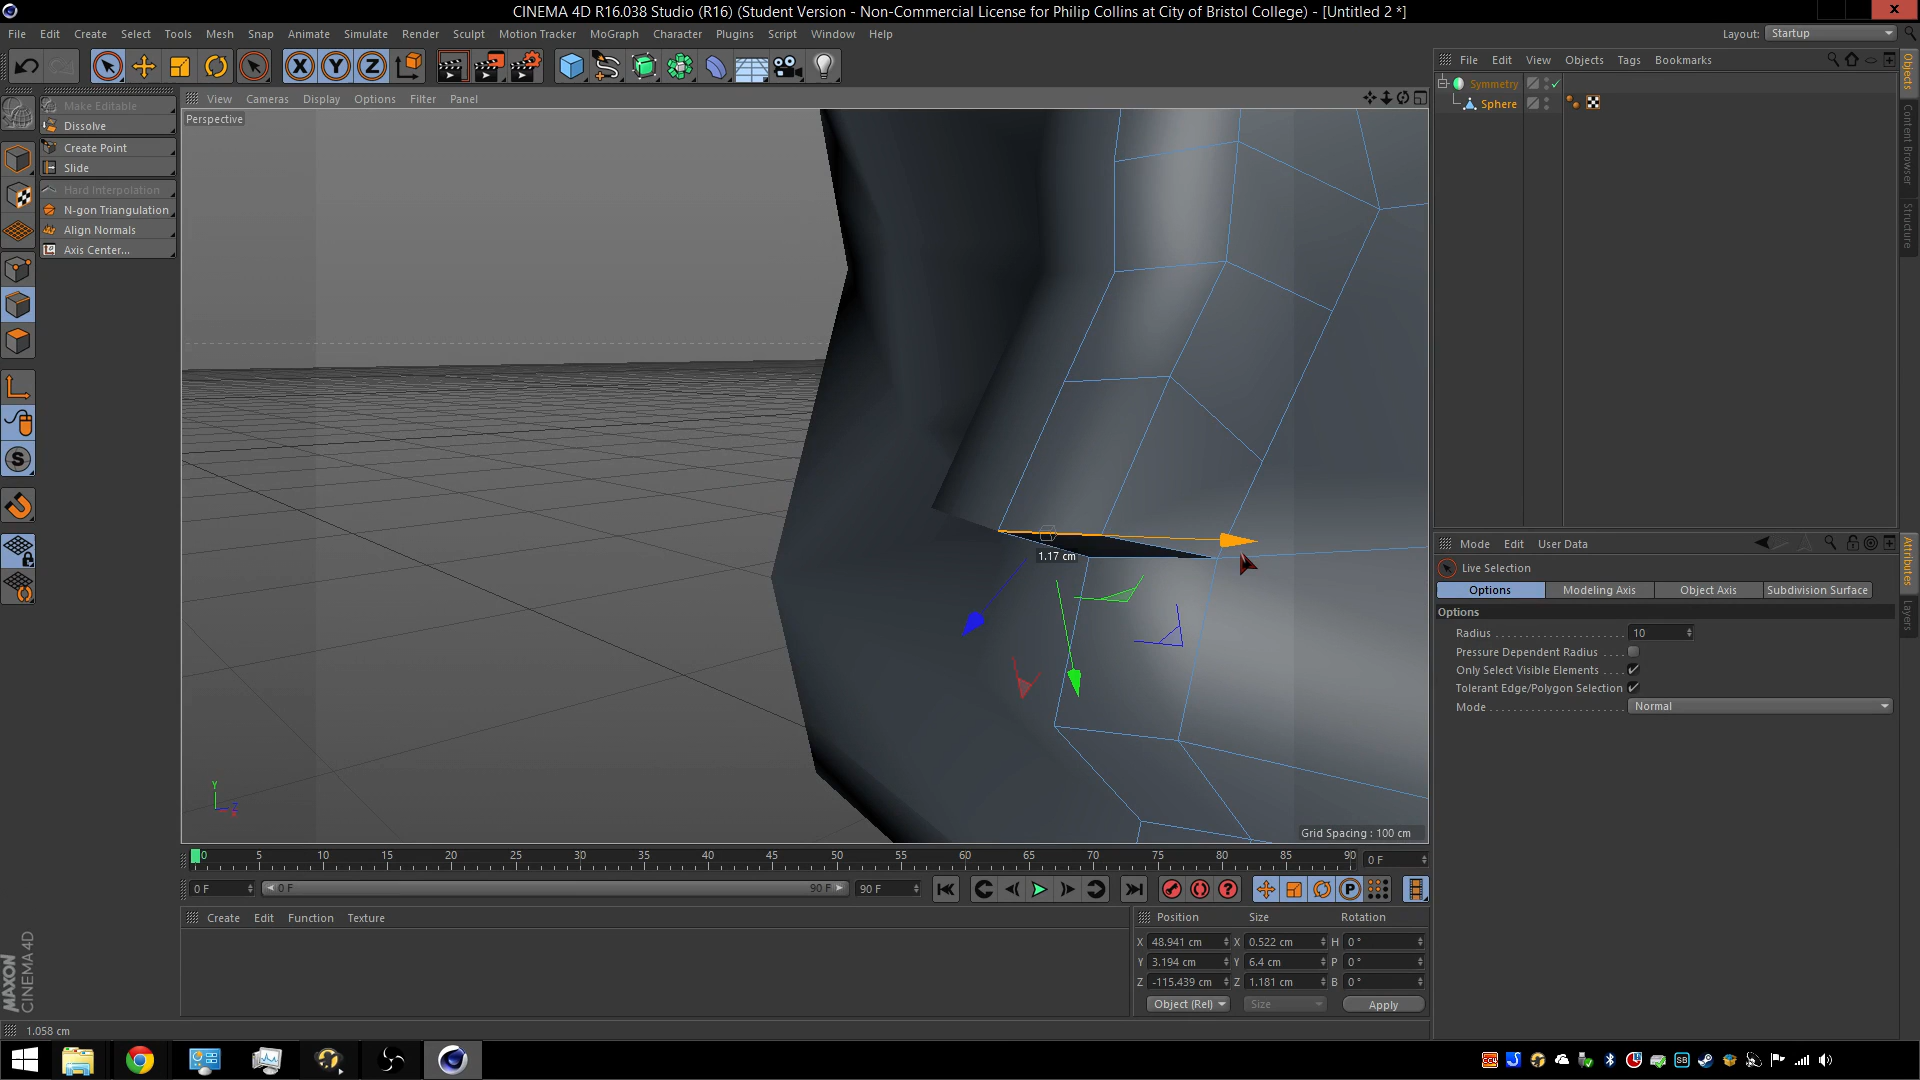 CINEMA 4D R16.038 Studio (R16) (Student Version - Non-Commercial License for Philip Collins at City of Bristol College) - [Untitled 2 *]
File Edit Create Select Tools Mesh Snap Animate Simulate Render Sculpt Motion Tracker MoGraph Character Plugins Script Window Help
Layout: Startup
File Edit View Objects Tags Bookmarks
Symmetry
Sphere
Objects
Content Browser
Structure
Make Editable
Dissolve
Create Point
Slide
Hard Interpolation
N-gon Triangulation
Align Normals
Axis Center...
View Cameras Display Options Filter Panel
Perspective
1.17 cm
Y
Grid Spacing : 100 cm
Mode Edit User Data
Live Selection
Options Modeling Axis Object Axis Subdivision Surface
Options
Radius 10
Pressure Dependent Radius
Only Select Visible Elements
Tolerant Edge/Polygon Selection
Mode Normal
Attributes
Layers
0 5 10 15 20 25 30 35 40 45 50 55 60 65 70 75 80 85 90 0 F
0 F 0 F 90 F 90 F
Create Edit Function Texture
Position Size Rotation
X 48.941 cm X 0.522 cm H 0 °
Y 3.194 cm Y 6.4 cm P 0 °
Z -115.439 cm Z 1.181 cm B 0 °
Object (Rel) Size Apply
MAXON
CINEMA 4D
1.058 cm